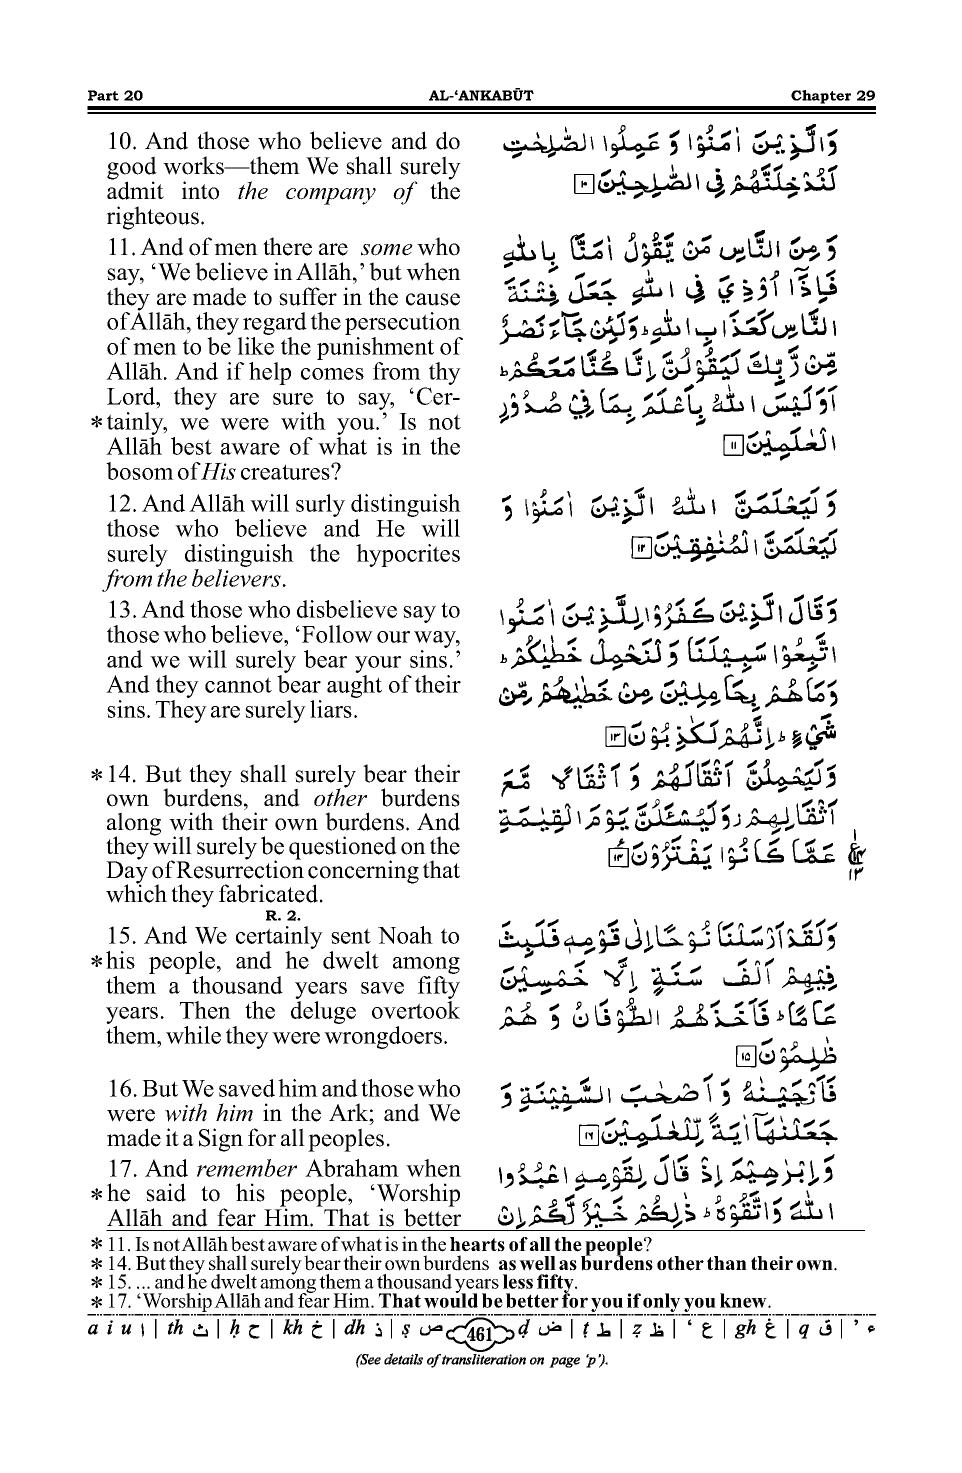 Part 20 AL-‘ANKABŪT Chapter 29
10. And those who believe and do
good works—them We shall surely
admit into the company of the
righteous.
11. And of men there are some who
say, ‘We believe in Allāh,’ but when
they are made to suffer in the cause
of Allāh, they regard the persecution
of men to be like the punishment of
Allāh. And if help comes from thy
Lord, they are sure to say, ‘Cer-
*tainly, we were with you.’ Is not
Allāh best aware of what is in the
bosom of His creatures?
12. And Allāh will surly distinguish
those who believe and He will
surely distinguish the hypocrites
from the believers.
13. And those who disbelieve say to
those who believe, ‘Follow our way,
and we will surely bear your sins.’
And they cannot bear aught of their
sins. They are surely liars.
*14. But they shall surely bear their
own burdens, and other burdens
along with their own burdens. And
they will surely be questioned on the
Day of Resurrection concerning that
which they fabricated.
R. 2.
15. And We certainly sent Noah to
*his people, and he dwelt among
them a thousand years save fifty
years. Then the deluge overtook
them, while they were wrongdoers.
16. But We saved him and those who
were with him in the Ark; and We
made it a Sign for all peoples.
17. And remember Abraham when
*he said to his people, ‘Worship
Allāh and fear Him. That is better
وَالَّذِيْنَ اٰمَنُوْا وَ عَمِلُوا الصّٰلِحٰتِ
لَنُدْخِلَنَّهُمْ فِى الصّٰلِحِيْنَ ۱۰
وَ مِنَ النَّاسِ مَنْ يَّقُوْلُ اٰمَنَّا بِاللّٰهِ
فَاِذَاۤ اُوْذِيَ فِى اللّٰهِ جَعَلَ فِتْنَةَ
النَّاسِ كَعَذَابِ اللّٰهِ ؕ وَلَئِنْ جَآءَ نَصْرٌ
مِّنْ رَّبِّكَ لَيَقُوْلُنَّ اِنَّا كُنَّا مَعَكُمْ ؕ
اَوَلَيْسَ اللّٰهُ بِاَعْلَمَ بِمَا فِيْ صُدُوْرِ
الْعٰلَمِيْنَ ۱۱
وَ لَيَعْلَمَنَّ اللّٰهُ الَّذِيْنَ اٰمَنُوْا وَ
لَيَعْلَمَنَّ الْمُنٰفِقِيْنَ ۱۲
وَقَالَ الَّذِيْنَ كَفَرُوْا لِلَّذِيْنَ اٰمَنُوا
اتَّبِعُوْا سَبِيْلَنَا وَ لْنَحْمِلْ خَطٰيٰكُمْ ؕ
وَمَا هُمْ بِحَامِلِيْنَ مِنْ خَطٰيٰهُمْ مِّنْ
شَيْءٍ ؕ اِنَّهُمْ لَكٰذِبُوْنَ ۱۳
وَلَيَحْمِلُنَّ اَثْقَالَهُمْ وَ اَثْقَالًا مَّعَ
اَثْقَالِهِمْ ؗ وَلَيُسْـَٔلُنَّ يَوْمَ الْقِيٰمَةِ
عَمَّا كَانُوْا يَفْتَرُوْنَ ۱۴
وَلَقَدْ اَرْسَلْنَا نُوْحًا اِلٰى قَوْمِهٖ فَلَبِثَ
فِيْهِمْ اَلْفَ سَنَةٍ اِلَّا خَمْسِيْنَ
عَامًا ؕ فَاَخَذَهُمُ الطُّوْفَانُ وَ هُمْ
ظٰلِمُوْنَ ۱۵
فَاَنْجَيْنٰهُ وَ اَصْحٰبَ السَّفِيْنَةِ وَ
جَعَلْنٰهَاۤ اٰيَةً لِّلْعٰلَمِيْنَ ۱۶
وَ اِبْرٰهِيْمَ اِذْ قَالَ لِقَوْمِهِ اعْبُدُوا
اللّٰهَ وَاتَّقُوْهُ ؕ ذٰلِكُمْ خَيْرٌ لَّكُمْ اِنْ
* 11. Is not Allāh best aware of what is in the hearts of all the people?
* 14. But they shall surely bear their own burdens as well as burdens other than their own.
* 15. ... and he dwelt among them a thousand years less fifty.
* 17. ‘Worship Allāh and fear Him. That would be better for you if only you knew.
a i u ا | th ث | ḥ ح | kh خ | dh ذ | ṣ ص 461 ḍ ض | ṭ ط | ẓ ظ | ‘ ع | gh غ | q ق | ’ ء
(See details of transliteration on page ‘p’).